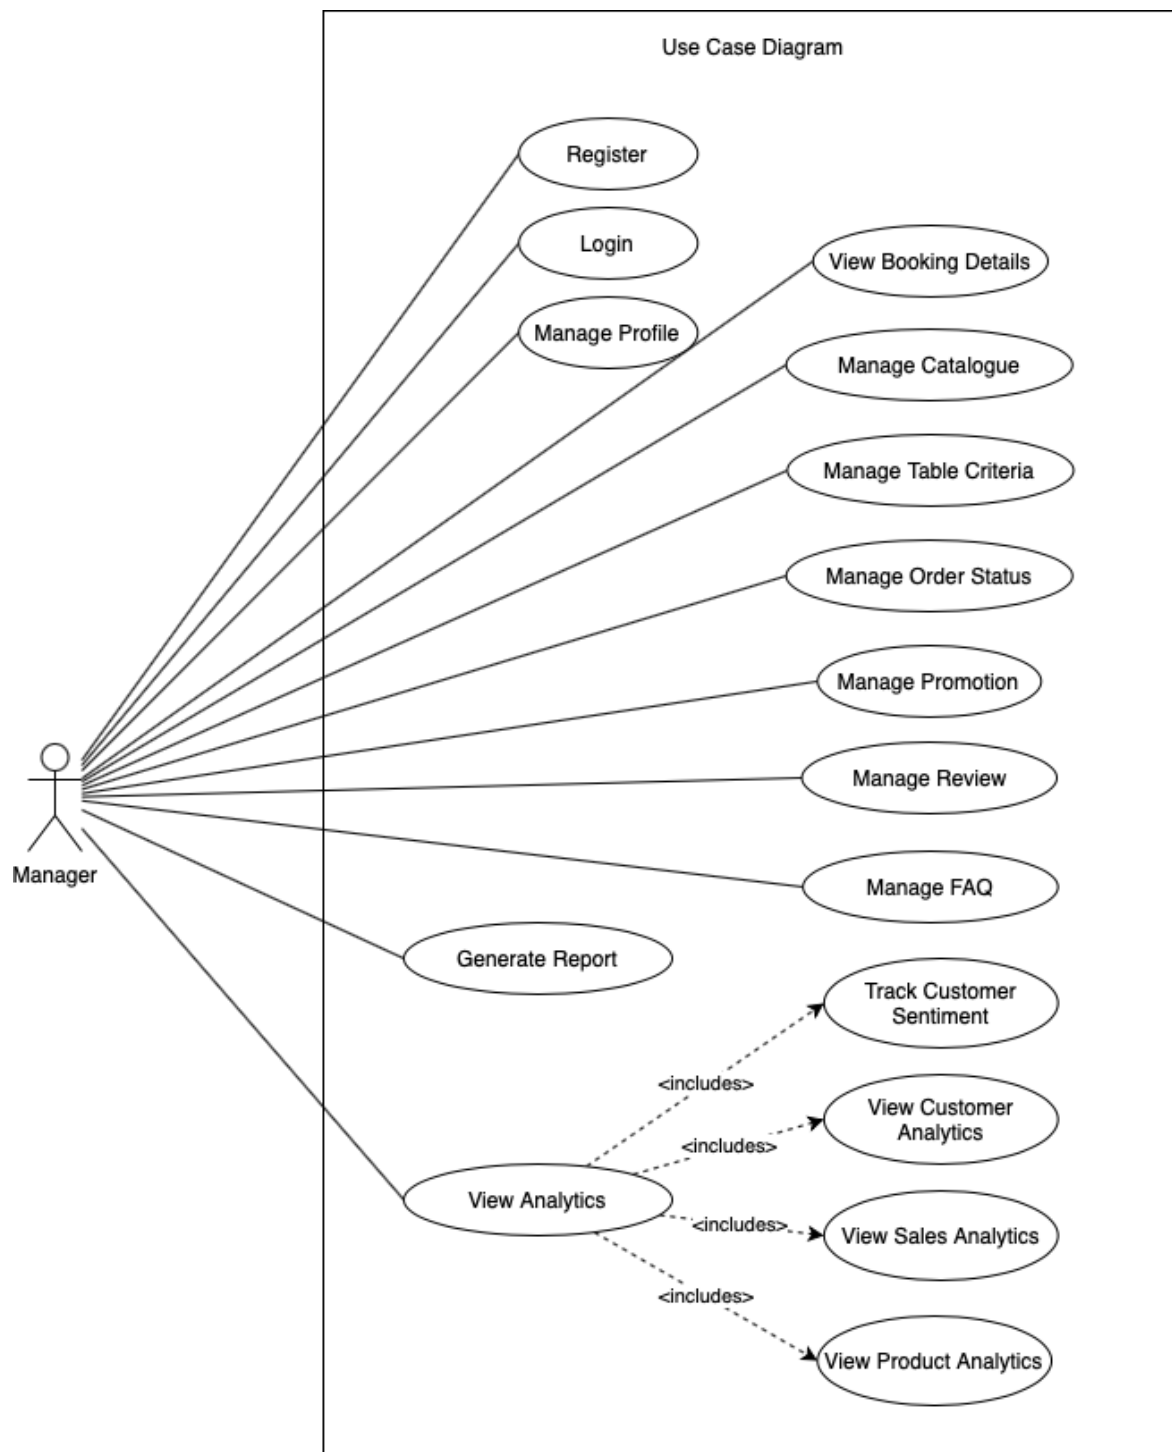 Use Case Diagram
Register
Login
View Booking Details
Manage Profile
Manage Catalogue
Manage Table Criteria
Manage Order Status
Manage Promotion
Manage Review
Manager
Manage FAQ
Generate Report
Track Customer
Sentiment
<includes>
View Customer
Analytics
<includes>
View Analytics
<includes>
View Sales Analytics
<includes>
View Product Analytics